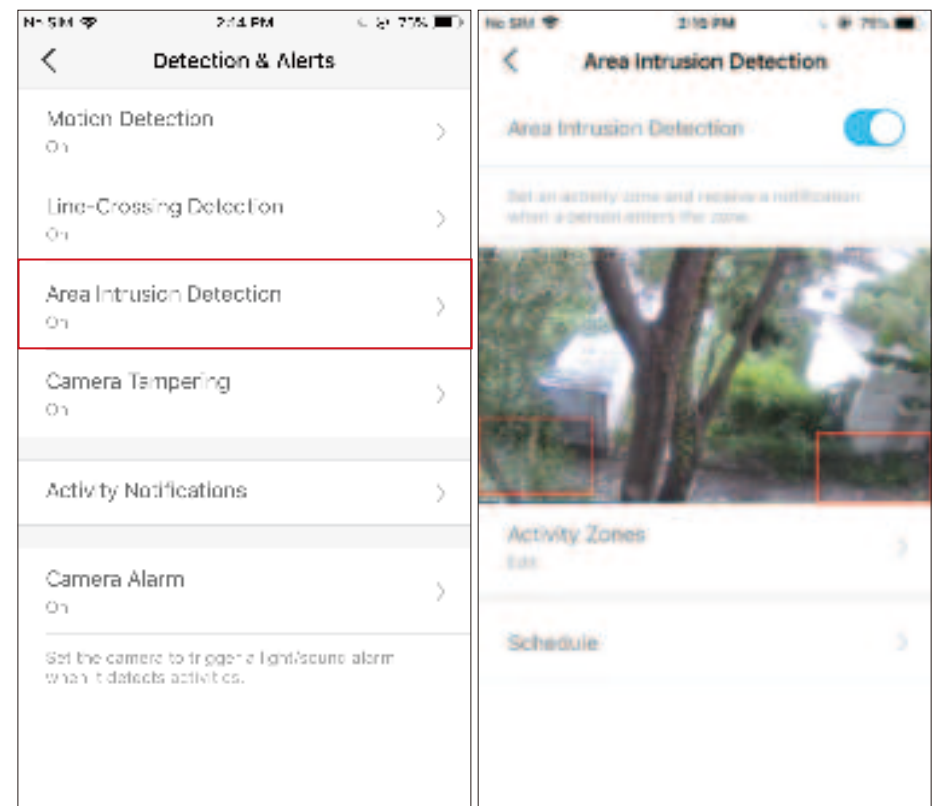 No SIM 2:14 PM 73%
Detection & Alerts
Motion Detection
On
Line-Crossing Detection
On
Area Intrusion Detection
On
Camera Tampering
On
Activity Notifications
Camera Alarm
On
Set the camera to trigger a light/sound alarm
when it detects activities.
No SIM PM
Area Intrusion Detection
Area Intrusion Detection
Set an activity zone and receive a notification
when a person enters the zone.
Activity Zones
Edit
Schedule